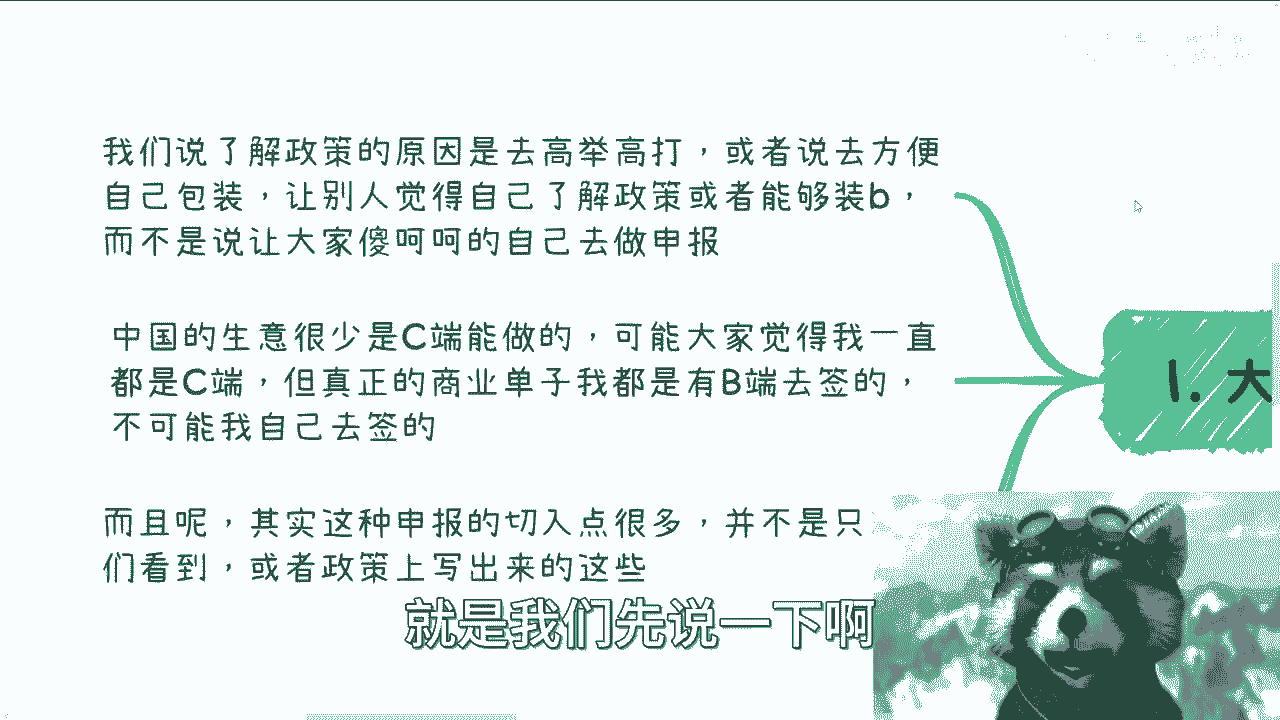 我们说了解政策的原因是去高举高打，或者说去方便
自己包装，让别人觉得自己了解政策或者能够装b，
而不是说让大家傻呵呵的自己去做申报
中国的生意很少是C端能做的，可能大家觉得我一直
都是C端，但真正的商业单子我都是有B端去签的，
不可能我自己去签的
而且呢，其实这种申报的切入点很多，并不是只
们看到，或者政策上写出来的这些
1. 大
就是我们先说一下啊